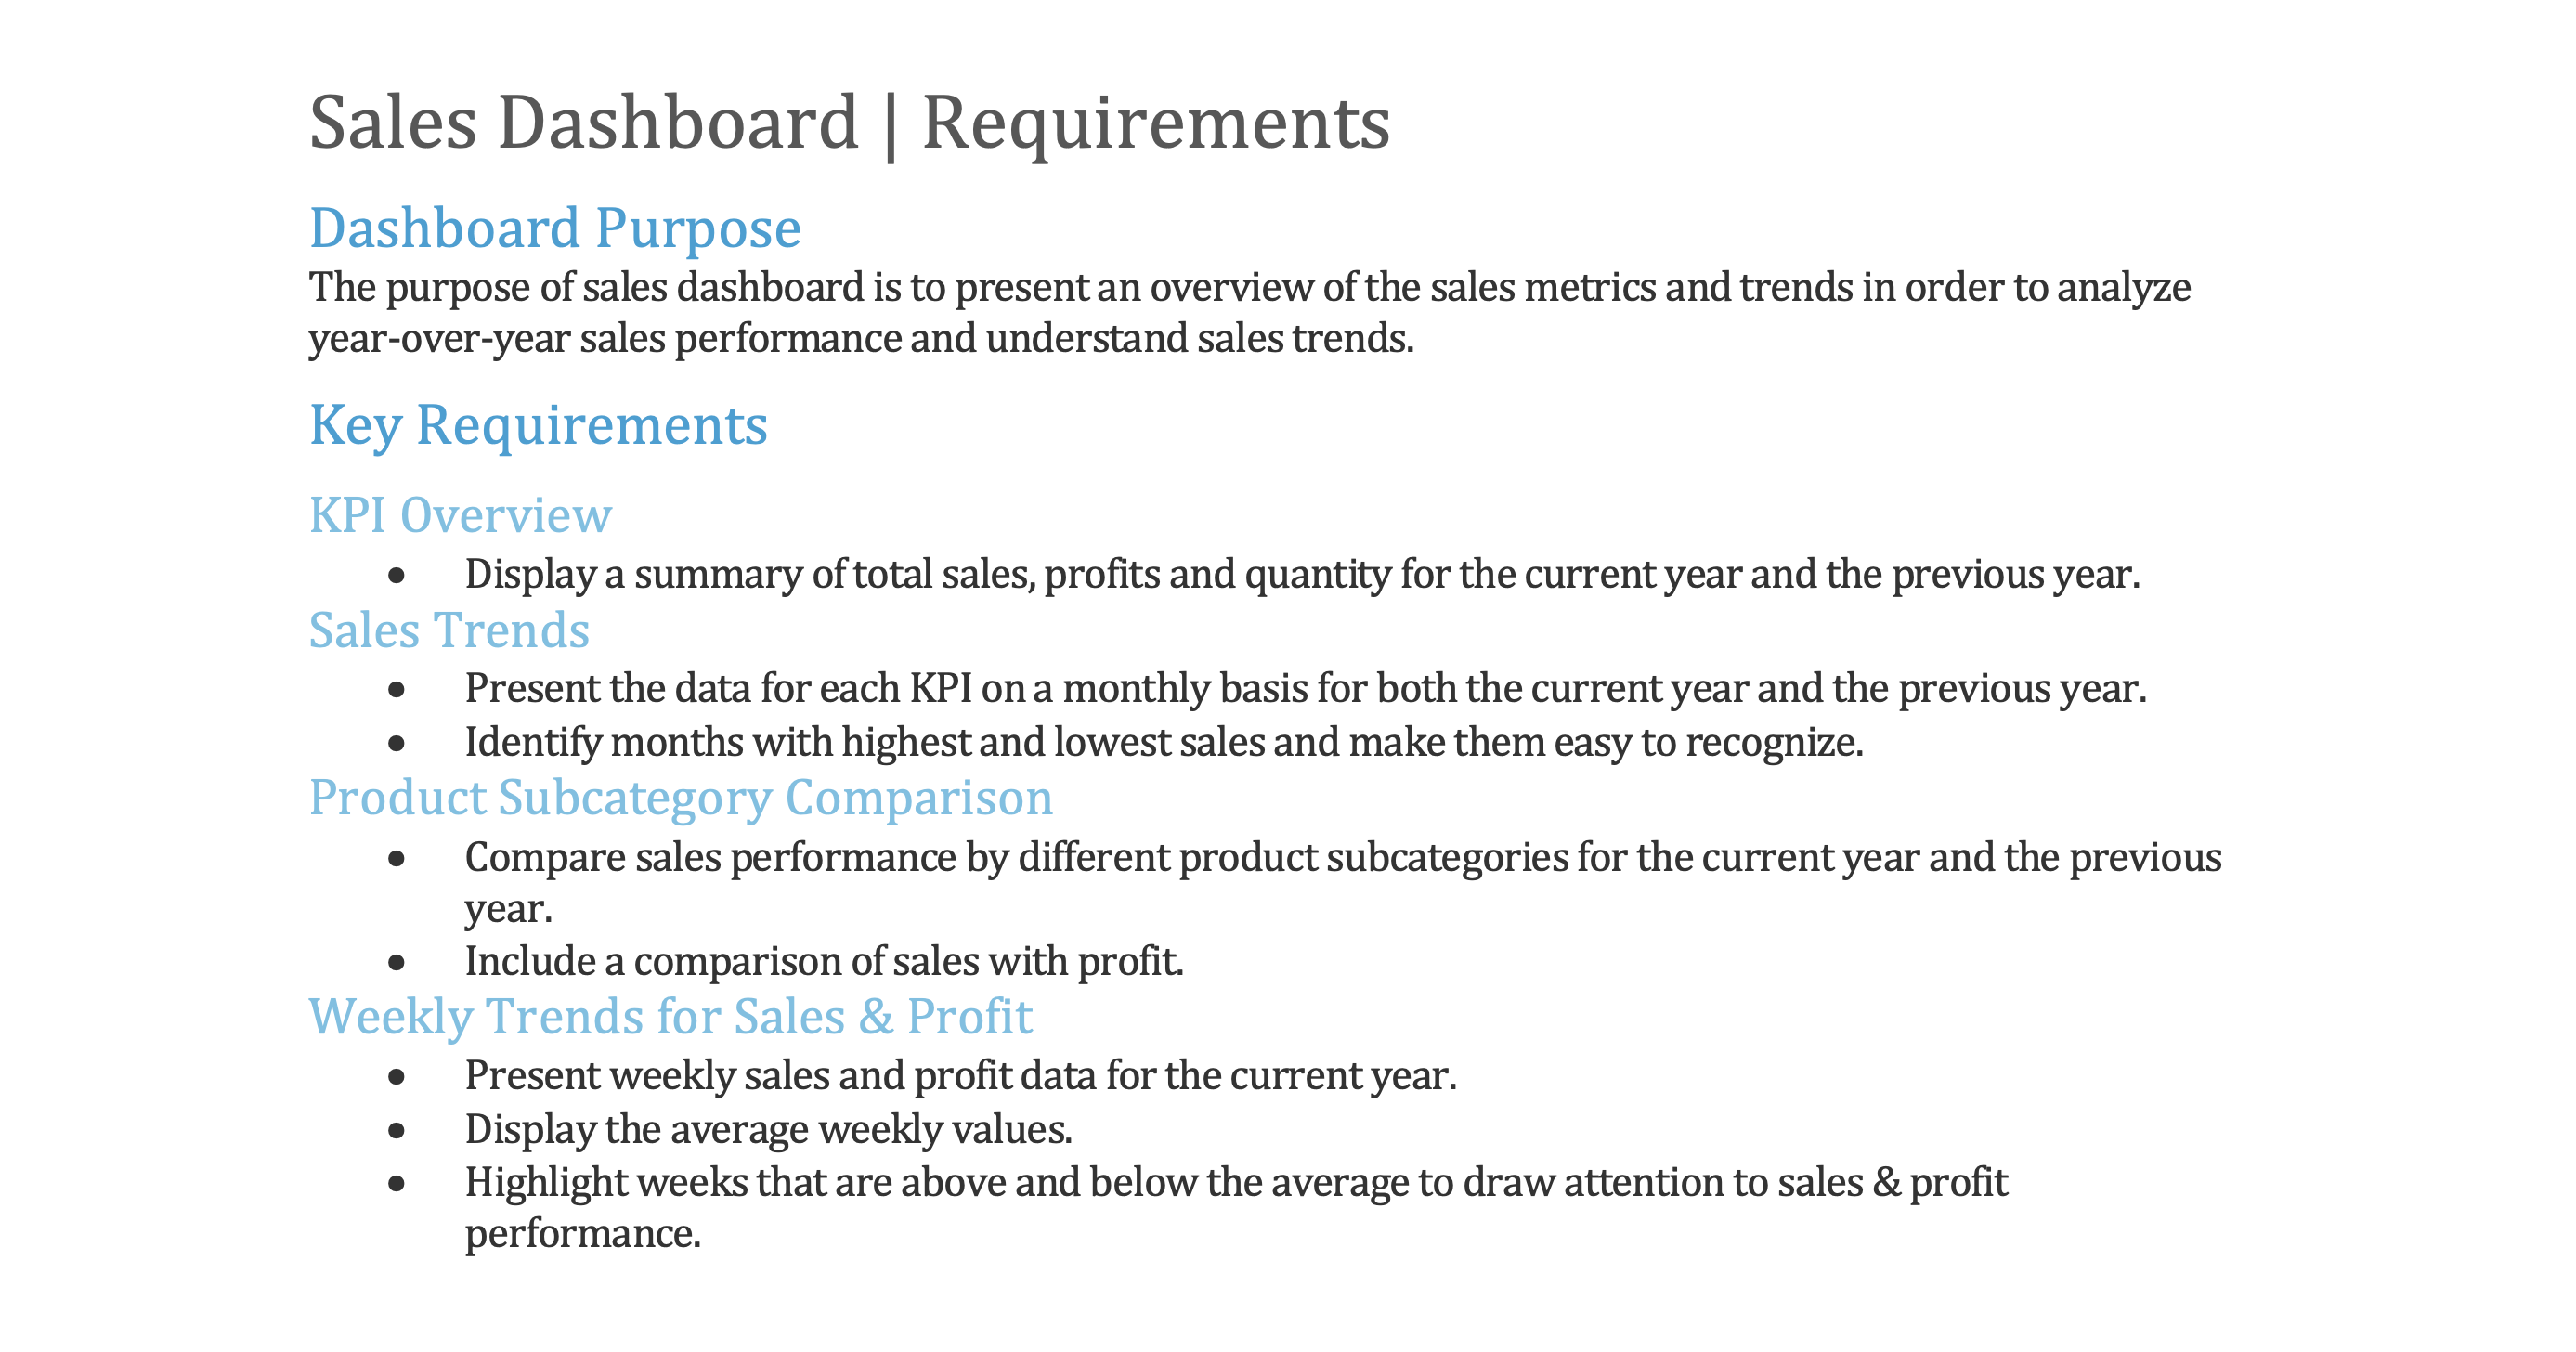 Sales Dashboard | Requirements
Dashboard Purpose
The purpose of sales dashboard is to present an overview of the sales metrics and trends in order to analyze
year-over-year sales performance and understand sales trends.
Key Requirements
KPI Overview
• Display a summary of total sales, profits and quantity for the current year and the previous year.
Sales Trends
• Present the data for each KPI on a monthly basis for both the current year and the previous year.
• Identify months with highest and lowest sales and make them easy to recognize.
Product Subcategory Comparison
• Compare sales performance by different product subcategories for the current year and the previous
year.
• Include a comparison of sales with profit.
Weekly Trends for Sales & Profit
• Present weekly sales and profit data for the current year.
• Display the average weekly values.
• Highlight weeks that are above and below the average to draw attention to sales & profit
performance.